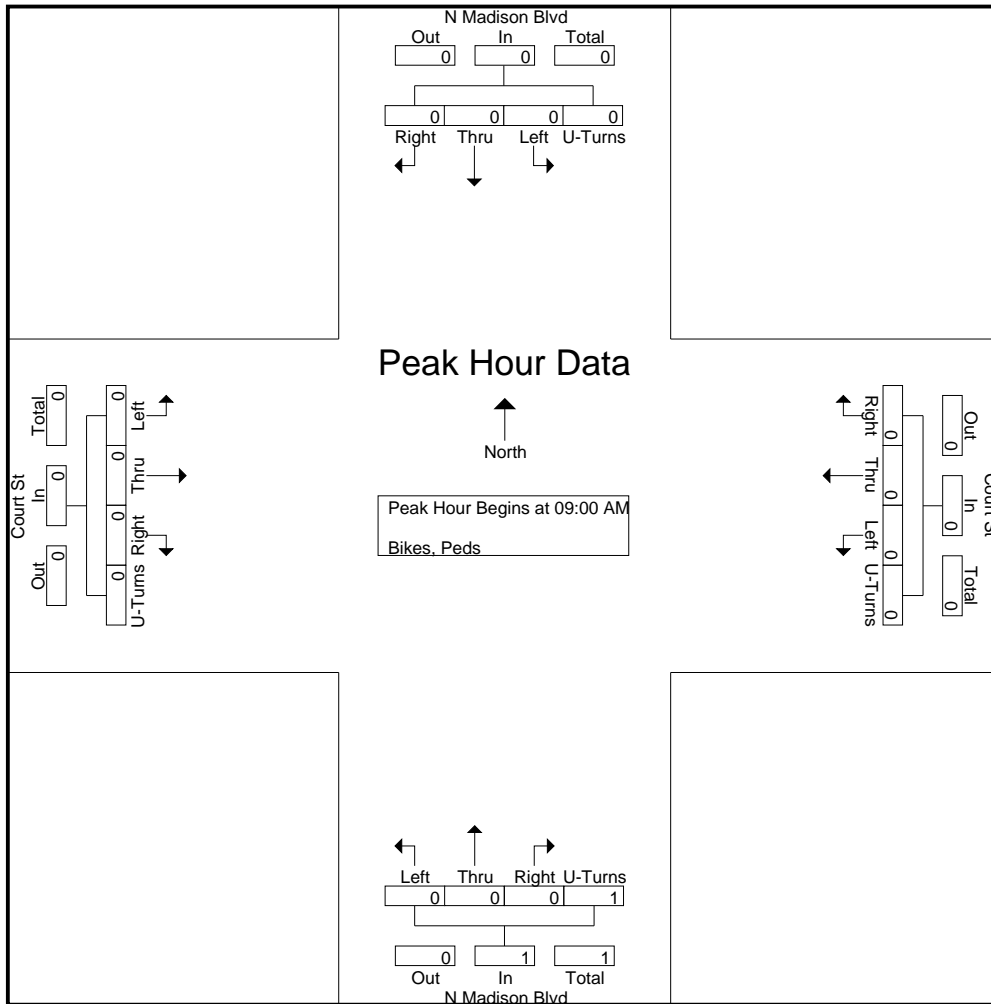 N Madison Blvd
Out In Total
0 0 0
0 0 0 0
Right Thru Left U-Turns
Peak Hour Data
North
Peak Hour Begins at 09:00 AM
Bikes, Peds
Court St
Total In Out
0 0 0
0 0 0 0
Left Thru Right U-Turns
Court St
Out In Total
0 0 0
0 0 0 0
Right Thru Left U-Turns
Left Thru Right U-Turns
0 0 0 1
0 1 1
Out In Total
N Madison Blvd